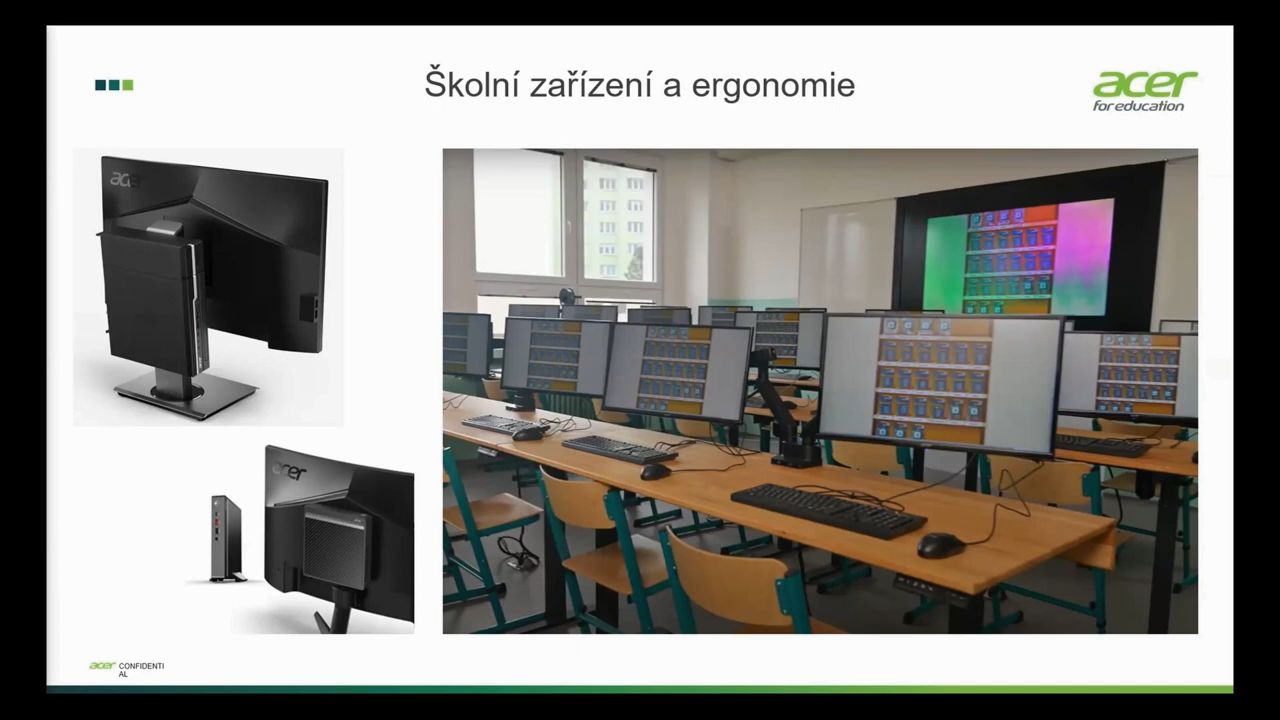 Školní zařízení a ergonomie
acer
for education
acer
acer
acer CONFIDENTI
AL